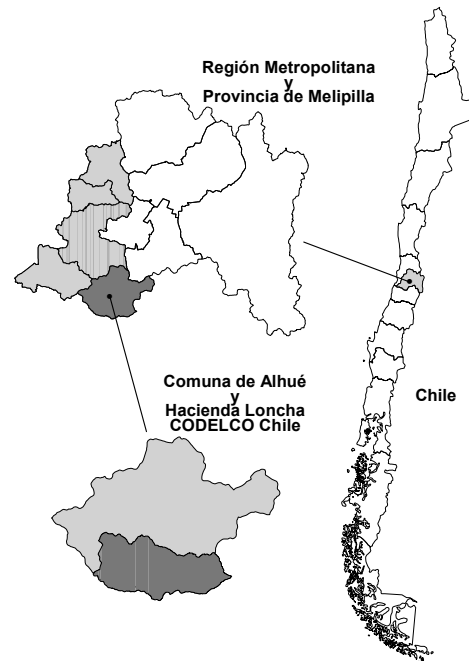 Región Metropolitana
y
Provincia de Melipilla
Comuna de Alhué
y
Hacienda Loncha
CODELCO Chile
Chile